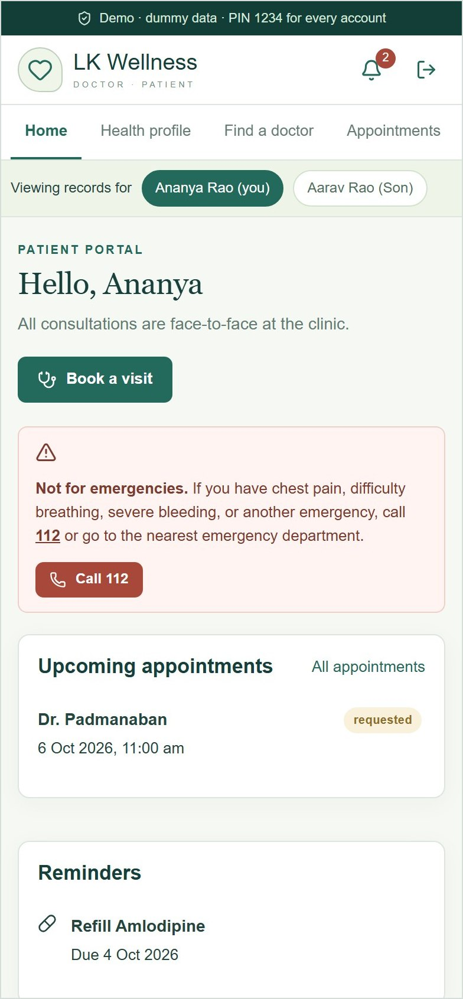 Demo · dummy data · PIN 1234 for every account
LK Wellness
DOCTOR · PATIENT
2
Home
Health profile
Find a doctor
Appointments
Viewing records for
Ananya Rao (you)
Aarav Rao (Son)
PATIENT PORTAL
Hello, Ananya
All consultations are face-to-face at the clinic.
Book a visit
Not for emergencies. If you have chest pain, difficulty
breathing, severe bleeding, or another emergency, call
112 or go to the nearest emergency department.
Call 112
Upcoming appointments
All appointments
Dr. Padmanaban
requested
6 Oct 2026, 11:00 am
Reminders
Refill Amlodipine
Due 4 Oct 2026